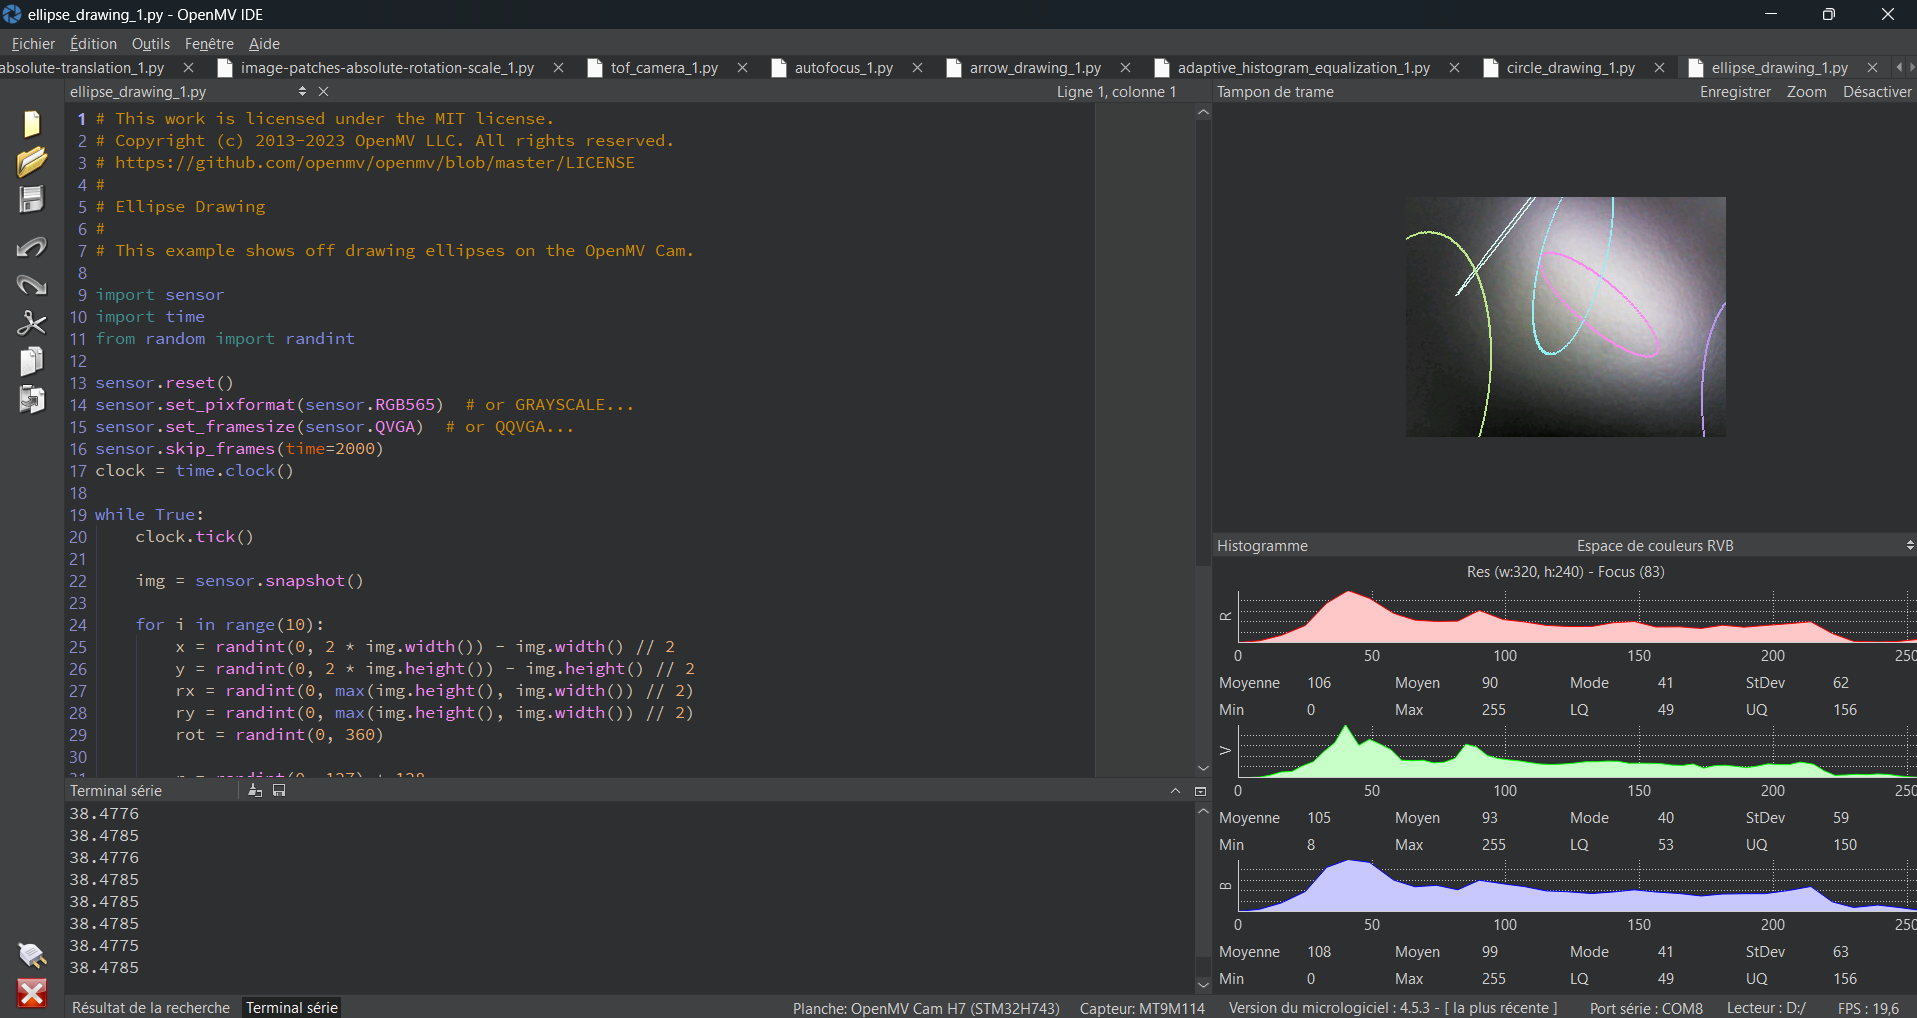 ellipse_drawing_1.py - OpenMV IDE
Fichier Édition Outils Fenêtre Aide
absolute-translation_1.py image-patches-absolute-rotation-scale_1.py tof_camera_1.py autofocus_1.py arrow_drawing_1.py adaptive_histogram_equalization_1.py circle_drawing_1.py ellipse_drawing_1.py
ellipse_drawing_1.py Ligne 1, colonne 1
1 # This work is licensed under the MIT license.
2 # Copyright (c) 2013-2023 OpenMV LLC. All rights reserved.
3 # https://github.com/openmv/openmv/blob/master/LICENSE
4 #
5 # Ellipse Drawing
6 #
7 # This example shows off drawing ellipses on the OpenMV Cam.
8
9 import sensor
10 import time
11 from random import randint
12
13 sensor.reset()
14 sensor.set_pixformat(sensor.RGB565)  # or GRAYSCALE...
15 sensor.set_framesize(sensor.QVGA)  # or QQVGA...
16 sensor.skip_frames(time=2000)
17 clock = time.clock()
18
19 while True:
20     clock.tick()
21
22     img = sensor.snapshot()
23
24     for i in range(10):
25         x = randint(0, 2 * img.width()) - img.width() // 2
26         y = randint(0, 2 * img.height()) - img.height() // 2
27         rx = randint(0, max(img.height(), img.width()) // 2)
28         ry = randint(0, max(img.height(), img.width()) // 2)
29         rot = randint(0, 360)
30
Terminal série
38.4776
38.4785
38.4776
38.4785
38.4785
38.4785
38.4775
38.4785
Résultat de la recherche Terminal série
Tampon de trame Enregistrer Zoom Désactiver
Histogramme Espace de couleurs RVB
Res (w:320, h:240) - Focus (83)
R
0 50 100 150 200 250
Moyenne 106 Moyen 90 Mode 41 StDev 62
Min 0 Max 255 LQ 49 UQ 156
V
0 50 100 150 200 250
Moyenne 105 Moyen 93 Mode 40 StDev 59
Min 8 Max 255 LQ 53 UQ 150
B
0 50 100 150 200 250
Moyenne 108 Moyen 99 Mode 41 StDev 63
Min 0 Max 255 LQ 49 UQ 156
Planche: OpenMV Cam H7 (STM32H743) Capteur: MT9M114 Version du micrologiciel : 4.5.3 - [ la plus récente ] Port série : COM8 Lecteur : D:/ FPS : 19,6